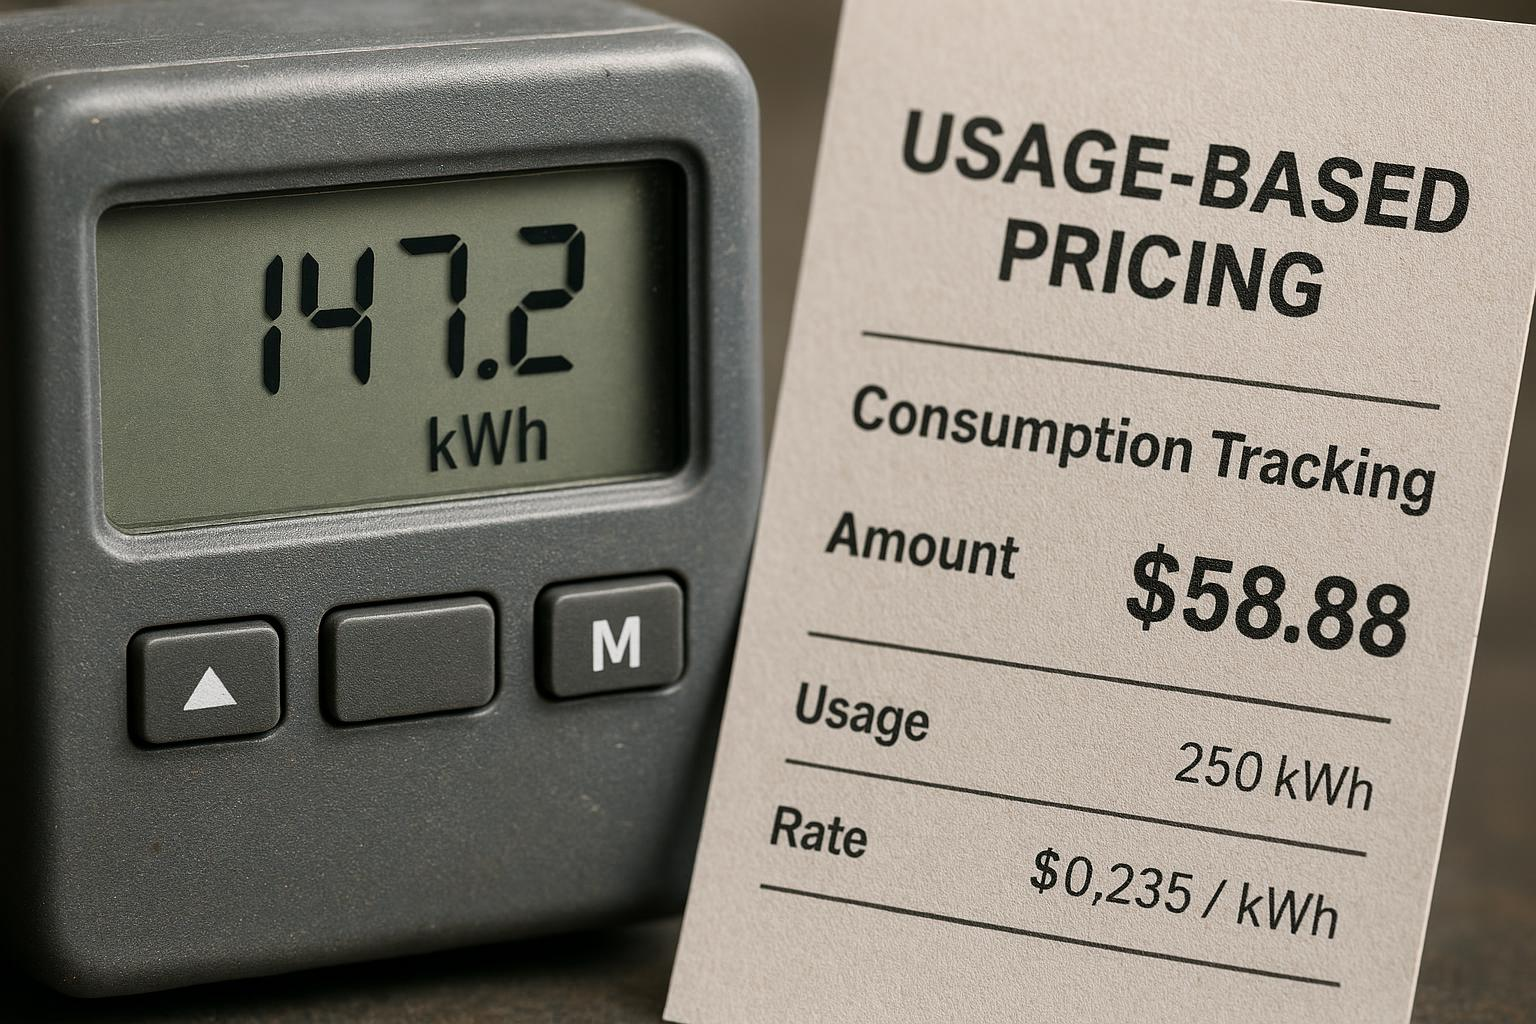 147.2
kWh
M
USAGE-BASED
PRICING
Consumption Tracking
Amount $58.88
Usage 250 kWh
Rate $0,235 / kWh